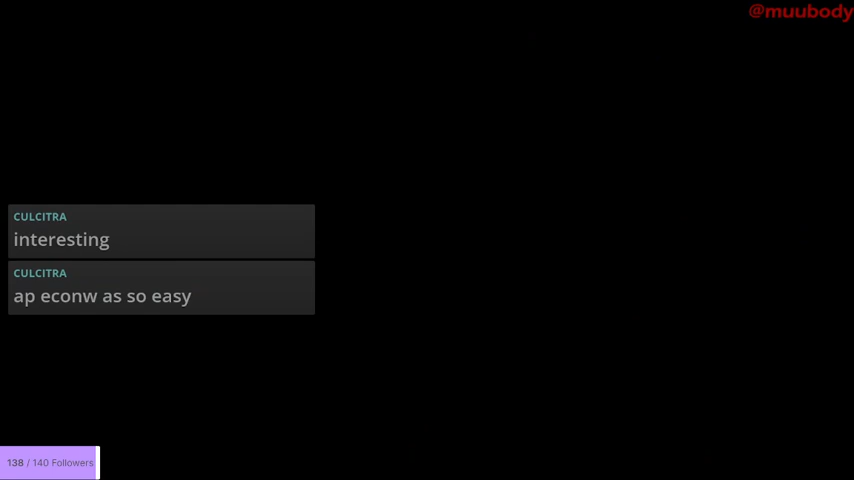 @muubody
CULCITRA
interesting
CULCITRA
ap econw as so easy
138 / 140 Followers